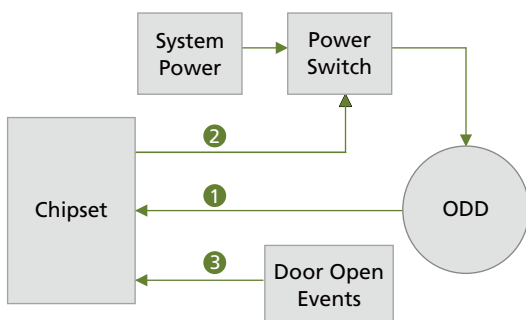 System
Power
Power
Switch
2
Chipset
1
ODD
3
Door Open
Events